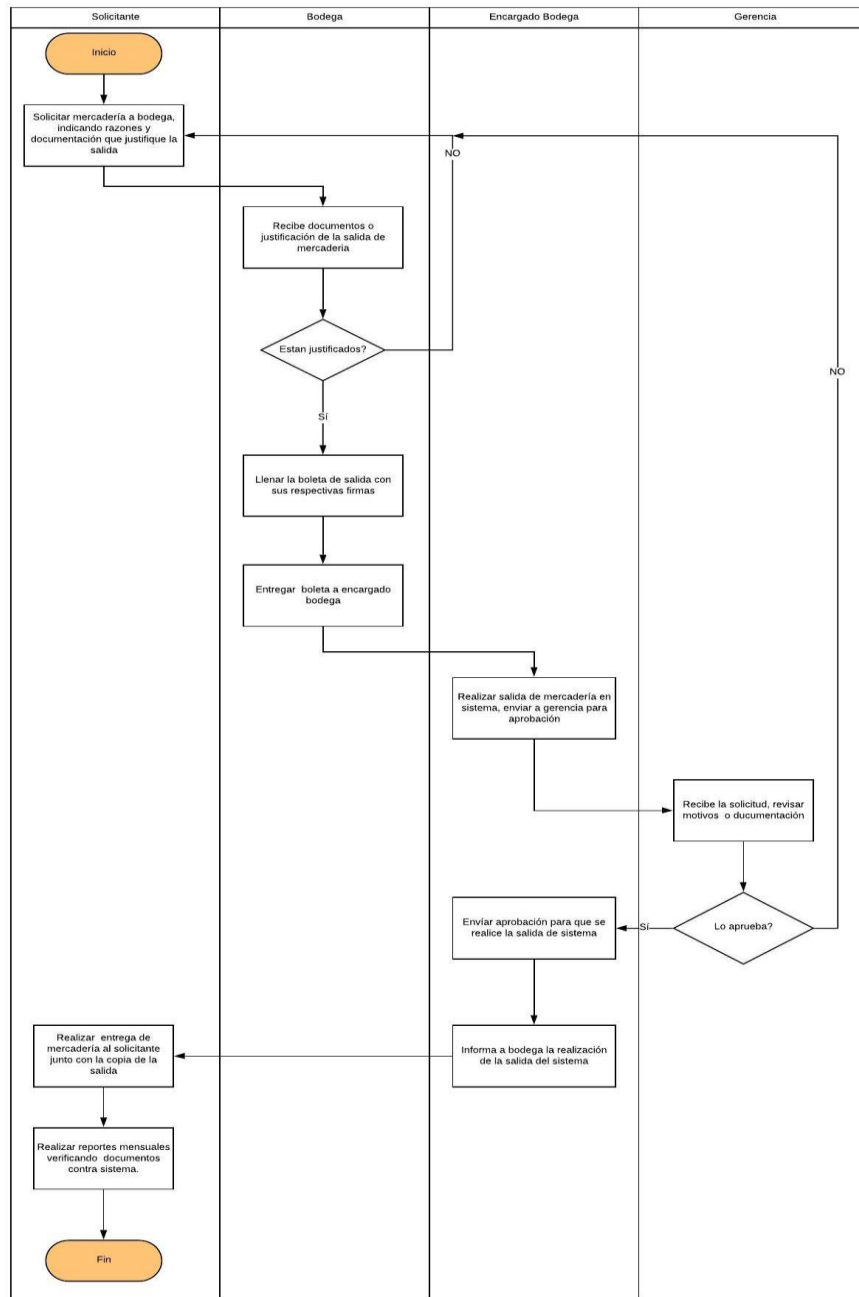 Solicitante
Bodega
Encargado Bodega
Gerencia
Inicio
Solicitar mercadería a bodega,
indicando razones y
documentación que justifique la
salida
NO
Recibe documentos o
justificación de la salida de
mercaderia
Estan justificados?
NO
Sí
Llenar la boleta de salida con
sus respectivas firmas
Entregar boleta a encargado
bodega
Realizar salida de mercadería en
sistema, enviar a gerencia para
aprobación
Recibe la solicitud, revisar
motivos o ducumentación
Envíar aprobación para que se
realice la salida de sistema
Sí
Lo aprueba?
Realizar entrega de
mercadería al solicitante
junto con la copia de la
salida
Informa a bodega la realización
de la salida del sistema
Realizar reportes mensuales
verificando documentos
contra sistema.
Fin